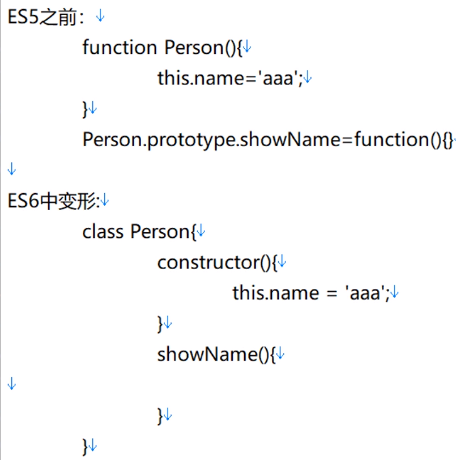 ES5之前：↓
function Person(){↓
this.name='aaa';↓
}↓
Person.prototype.showName=function(){}↓
↓
ES6中变形:↓
class Person{↓
constructor(){↓
this.name = 'aaa';↓
}↓
showName(){↓
↓
}↓
}↓